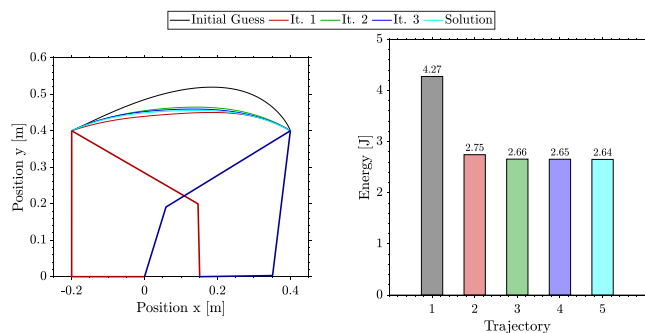 Initial Guess It. 1 It. 2 It. 3 Solution
0.6
0.5
0.4
0.3
0.2
0.1
0
-0.2 0 0.2 0.4
Position x [m]
Position y [m]
5
4
3
2
1
0
4.27 2.75 2.66 2.65 2.64
1 2 3 4 5
Trajectory
Energy [J]